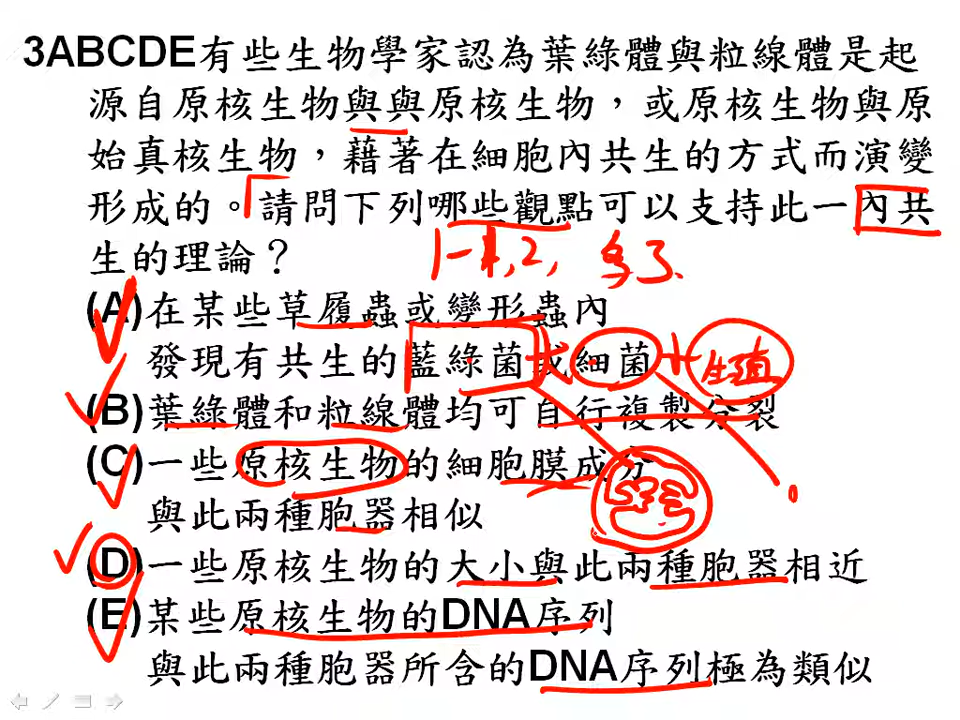 3ABCDE有些生物學家認為葉綠體與粒線體是起
源自原核生物與與原核生物，或原核生物與原
始真核生物，藉著在細胞內共生的方式而演變
形成的。請問下列哪些觀點可以支持此一內共
生的理論？
(A)在某些草履蟲或變形蟲內
發現有共生的藍綠菌或細菌
(B)葉綠體和粒線體均可自行複製分裂
(C)一些原核生物的細胞膜成分
與此兩種胞器相似
(D)一些原核生物的大小與此兩種胞器相近
(E)某些原核生物的DNA序列
與此兩種胞器所含的DNA序列極為類似